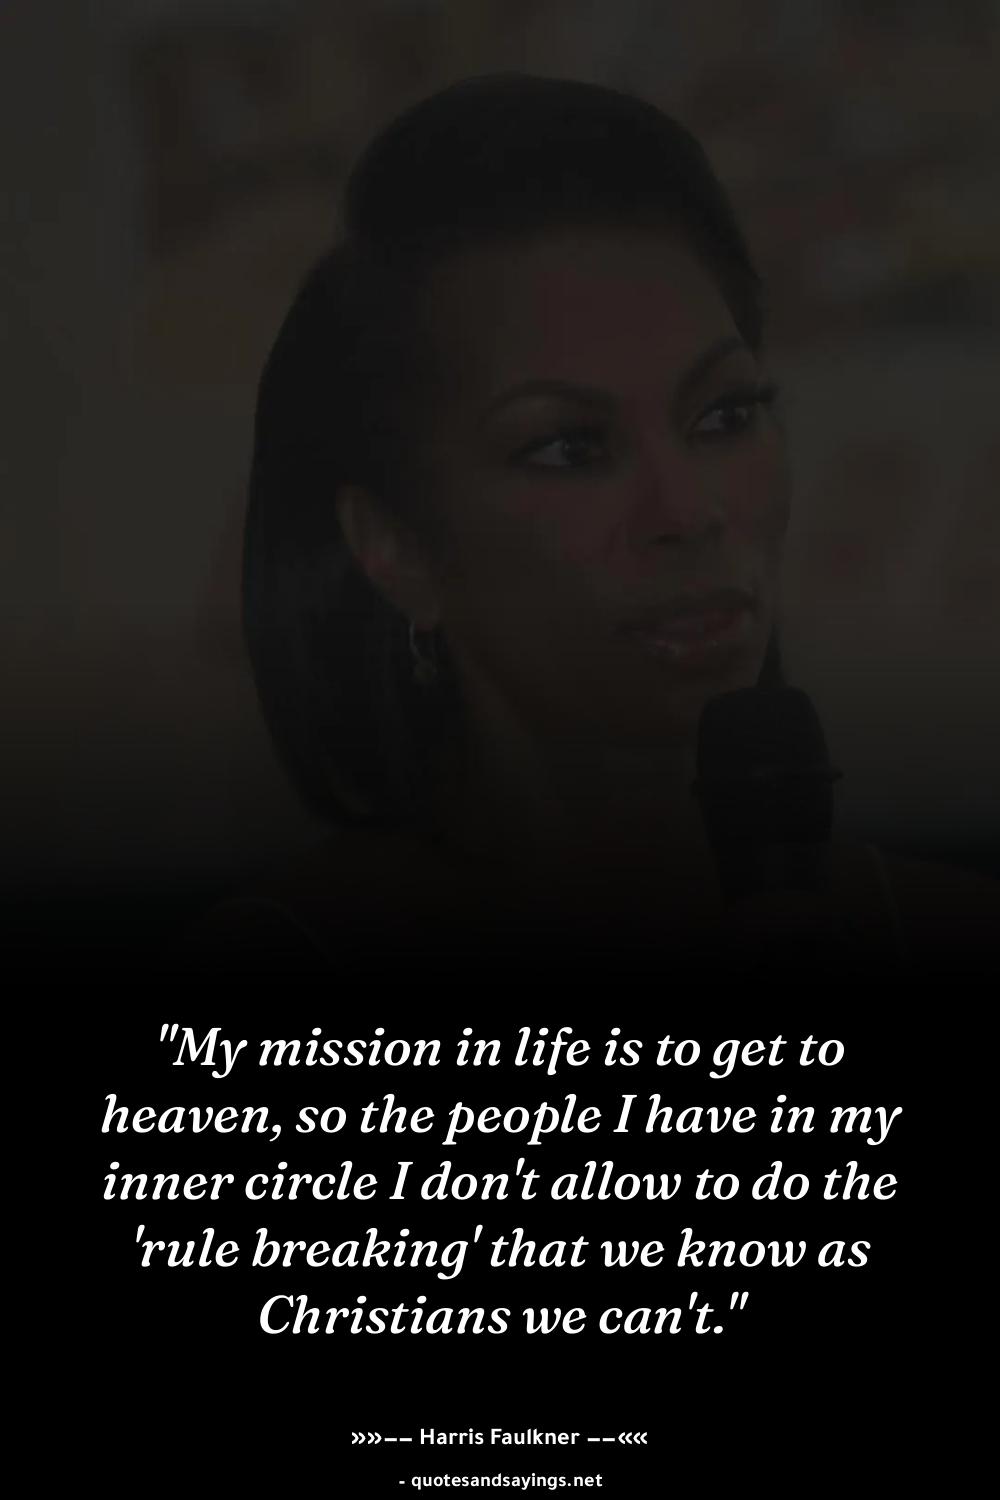 "My mission in life is to get to
heaven, so the people I have in my
inner circle I don't allow to do the
'rule breaking' that we know as
Christians we can't."
»»–– Harris Faulkner ––««
- quotesandsayings.net